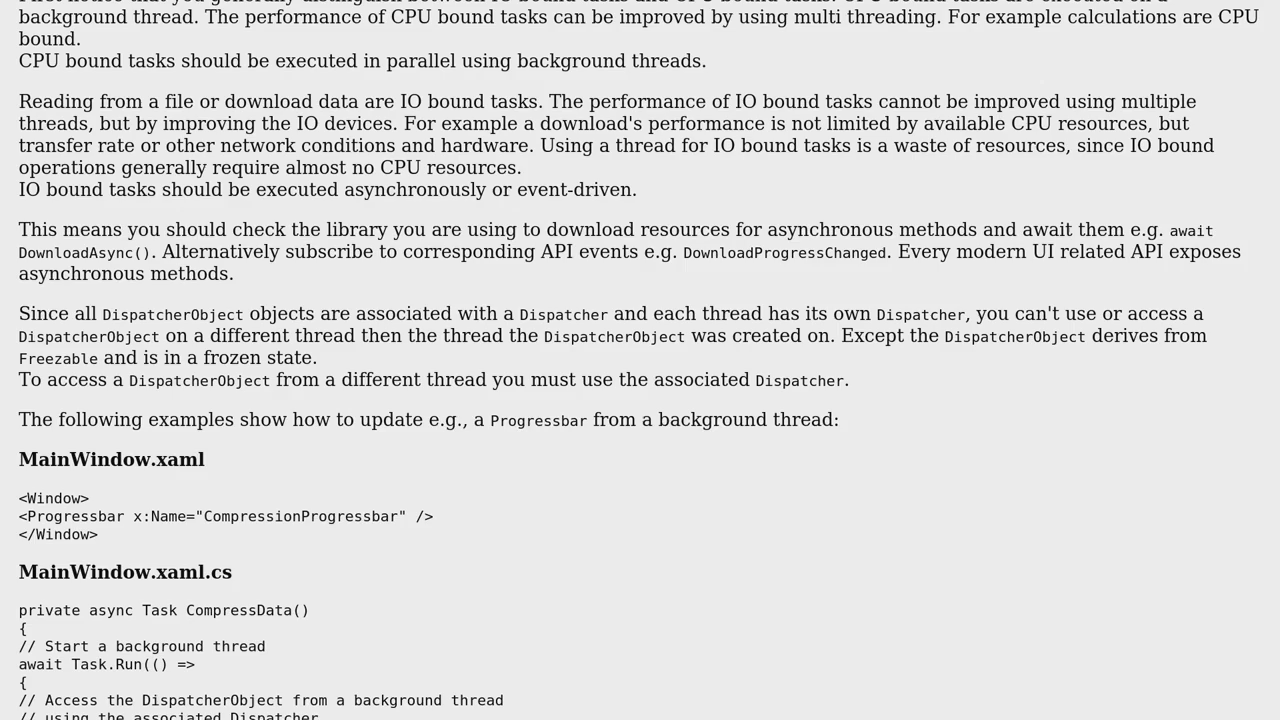 background thread. The performance of CPU bound tasks can be improved by using multi threading. For example calculations are CPU
bound.
CPU bound tasks should be executed in parallel using background threads.
Reading from a file or download data are IO bound tasks. The performance of IO bound tasks cannot be improved using multiple
threads, but by improving the IO devices. For example a download's performance is not limited by available CPU resources, but
transfer rate or other network conditions and hardware. Using a thread for IO bound tasks is a waste of resources, since IO bound
operations generally require almost no CPU resources.
IO bound tasks should be executed asynchronously or event-driven.
This means you should check the library you are using to download resources for asynchronous methods and await them e.g. await
DownloadAsync(). Alternatively subscribe to corresponding API events e.g. DownloadProgressChanged. Every modern UI related API exposes
asynchronous methods.
Since all DispatcherObject objects are associated with a Dispatcher and each thread has its own Dispatcher, you can't use or access a
DispatcherObject on a different thread then the thread the DispatcherObject was created on. Except the DispatcherObject derives from
Freezable and is in a frozen state.
To access a DispatcherObject from a different thread you must use the associated Dispatcher.
The following examples show how to update e.g., a Progressbar from a background thread:
MainWindow.xaml
<Window>
<Progressbar x:Name="CompressionProgressbar" />
</Window>
MainWindow.xaml.cs
private async Task CompressData()
{
// Start a background thread
await Task.Run(() =>
{
// Access the DispatcherObject from a background thread
// using the associated Dispatcher